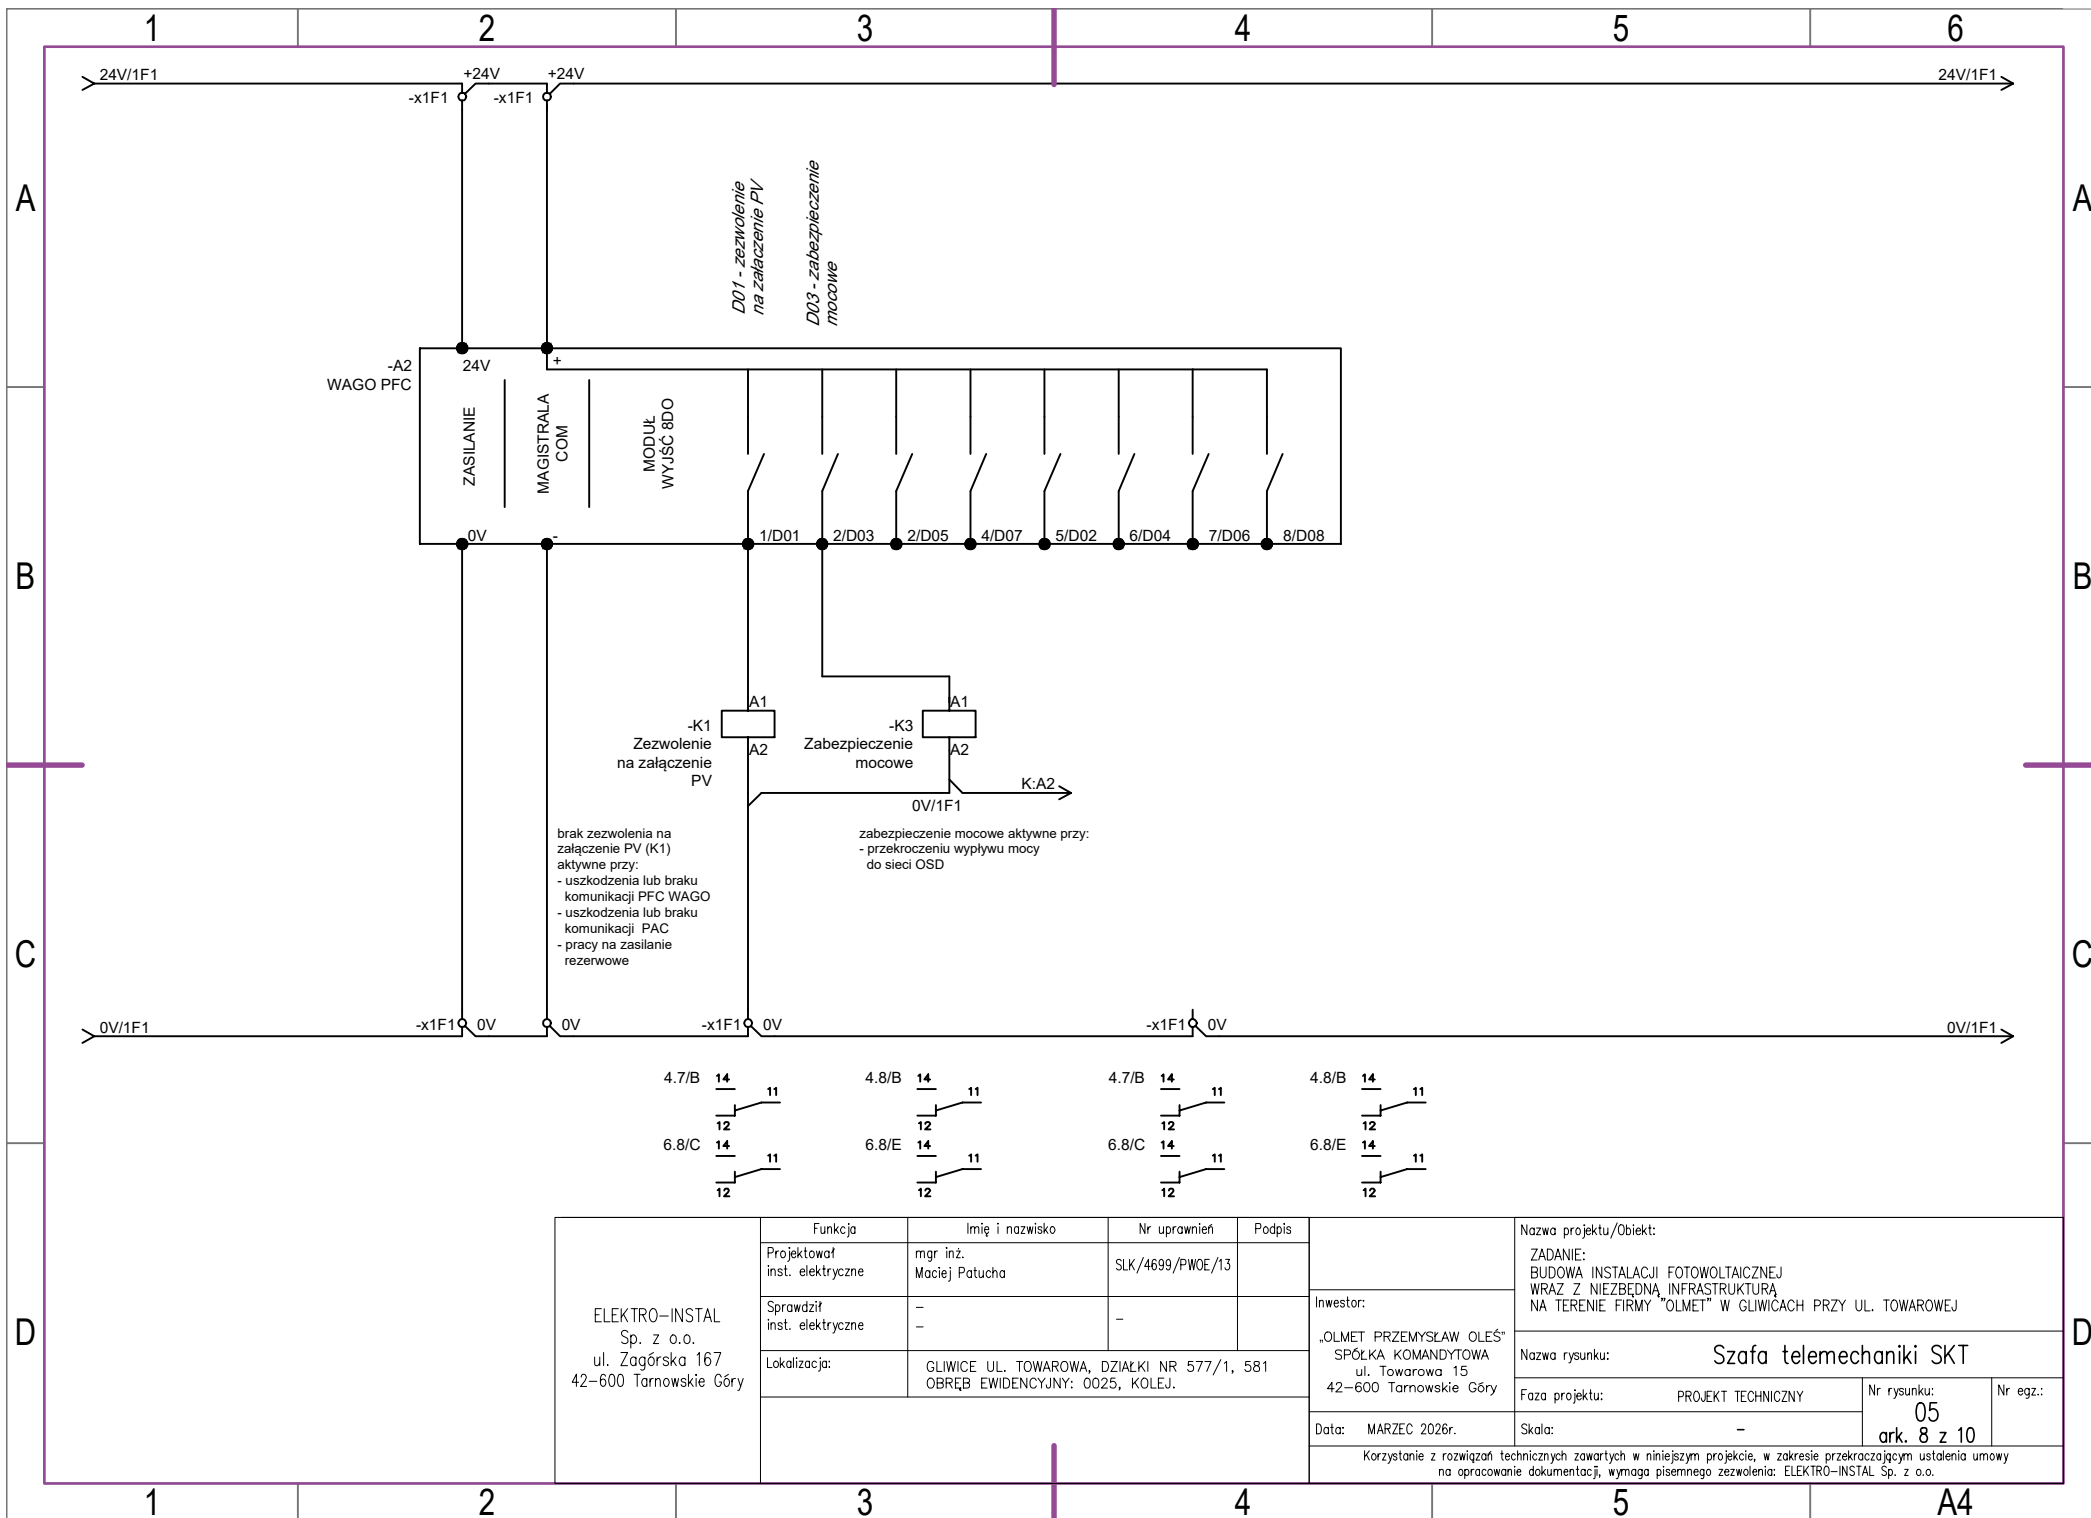 1 2 3 4 5 6
24V/1F1 +24V +24V 24V/1F1
-x1F1 -x1F1
A A
D01 - zezwolenie
na załaczenie PV
D03 - zabezpieczenie
mocowe
-A2
WAGO PFC
24V +
ZASILANIE
MAGISTRALA
COM
MODUŁ
WYJŚĆ 8DO
0V - 1/D01 2/D03 2/D05 4/D07 5/D02 6/D04 7/D06 8/D08
B B
A1 A1
-K1
Zezwolenie
na załączenie
PV
A2
-K3
Zabezpieczenie
mocowe
A2
K:A2
0V/1F1
brak zezwolenia na
załączenie PV (K1)
aktywne przy:
- uszkodzenia lub braku
komunikacji PFC WAGO
- uszkodzenia lub braku
komunikacji PAC
- pracy na zasilanie
rezerwowe
zabezpieczenie mocowe aktywne przy:
- przekroczeniu wypływu mocy
do sieci OSD
C C
0V/1F1 -x1F1 0V 0V -x1F1 0V -x1F1 0V 0V/1F1
4.7/B 14 11 12 4.8/B 14 11 12 4.7/B 14 11 12 4.8/B 14 11 12
6.8/C 14 11 12 6.8/E 14 11 12 6.8/C 14 11 12 6.8/E 14 11 12
D D
ELEKTRO-INSTAL
Sp. z o.o.
ul. Zagórska 167
42-600 Tarnowskie Góry
Funkcja Imię i nazwisko Nr uprawnień Podpis
Projektował
inst. elektryczne
mgr inż.
Maciej Patucha
SLK/4699/PWOE/13
Sprawdził
inst. elektryczne
-
-
-
Lokalizacja:
GLIWICE UL. TOWAROWA, DZIAŁKI NR 577/1, 581
OBRĘB EWIDENCYJNY: 0025, KOLEJ.
Inwestor:
„OLMET PRZEMYSŁAW OLEŚ"
SPÓŁKA KOMANDYTOWA
ul. Towarowa 15
42-600 Tarnowskie Góry
Data: MARZEC 2026r.
Nazwa projektu/Obiekt:
ZADANIE:
BUDOWA INSTALACJI FOTOWOLTAICZNEJ
WRAZ Z NIEZBĘDNĄ INFRASTRUKTURĄ
NA TERENIE FIRMY "OLMET" W GLIWICACH PRZY UL. TOWAROWEJ
Nazwa rysunku: Szafa telemechaniki SKT
Faza projektu: PROJEKT TECHNICZNY
Skala: -
Nr rysunku:
05
ark. 8 z 10
Nr egz.:
Korzystanie z rozwiązań technicznych zawartych w niniejszym projekcie, w zakresie przekraczającym ustalenia umowy
na opracowanie dokumentacji, wymaga pisemnego zezwolenia: ELEKTRO-INSTAL Sp. z o.o.
1 2 3 4 5 A4